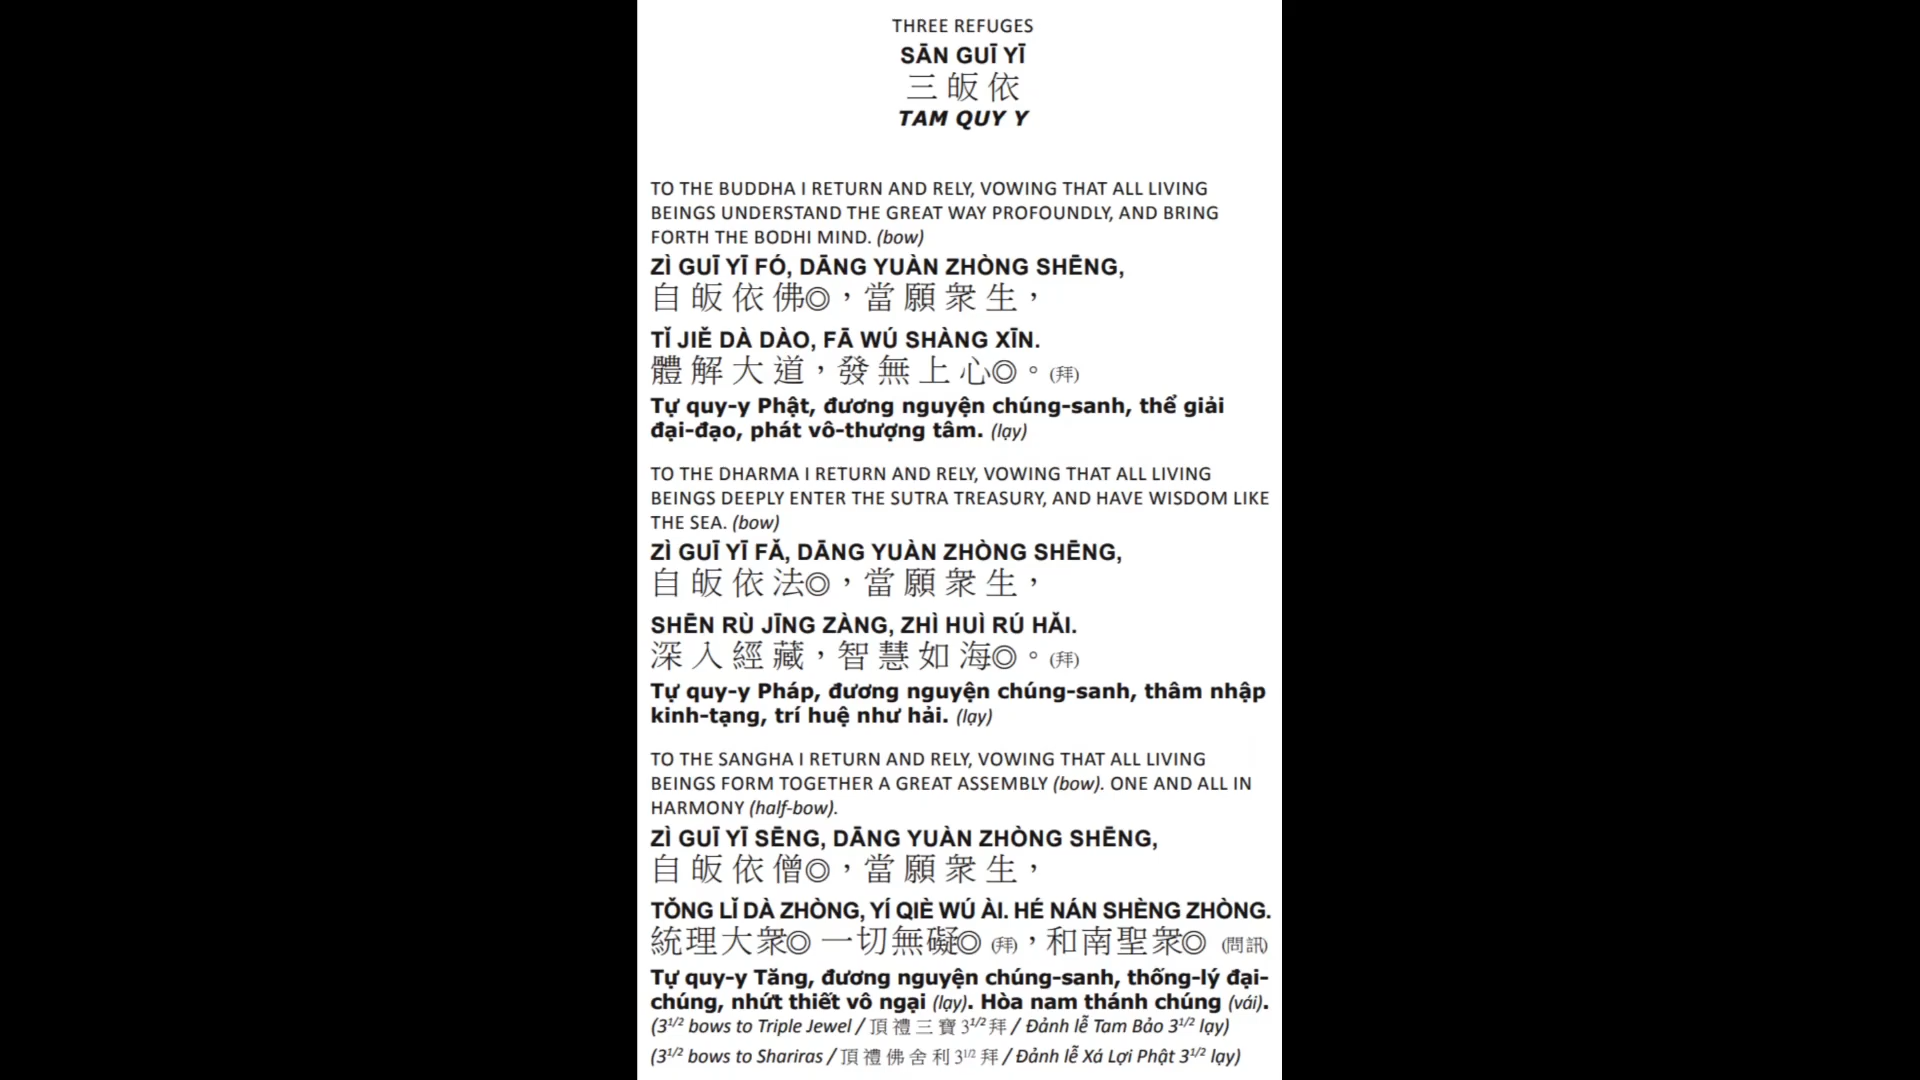 THREE REFUGES
SĀN GUĪ YĪ
三皈依
TAM QUY Y
TO THE BUDDHA I RETURN AND RELY, VOWING THAT ALL LIVING
BEINGS UNDERSTAND THE GREAT WAY PROFOUNDLY, AND BRING
FORTH THE BODHI MIND. (bow)
ZÌ GUĪ YĪ FÓ, DĀNG YUÀN ZHÒNG SHĒNG,
自皈依佛◎，當願衆生，
TǏ JIĚ DÀ DÀO, FĀ WÚ SHÀNG XĪN.
體解大道，發無上心◎。(拜)
Tự quy-y Phật, đương nguyện chúng-sanh, thể giải
đại-đạo, phát vô-thượng tâm. (lạy)
TO THE DHARMA I RETURN AND RELY, VOWING THAT ALL LIVING
BEINGS DEEPLY ENTER THE SUTRA TREASURY, AND HAVE WISDOM LIKE
THE SEA. (bow)
ZÌ GUĪ YĪ FǍ, DĀNG YUÀN ZHÒNG SHĒNG,
自皈依法◎，當願衆生，
SHĒN RÙ JĪNG ZÀNG, ZHÌ HUÌ RÚ HǍI.
深入經藏，智慧如海◎。(拜)
Tự quy-y Pháp, đương nguyện chúng-sanh, thâm nhập
kinh-tạng, trí huệ như hải. (lạy)
TO THE SANGHA I RETURN AND RELY, VOWING THAT ALL LIVING
BEINGS FORM TOGETHER A GREAT ASSEMBLY (bow). ONE AND ALL IN
HARMONY (half-bow).
ZÌ GUĪ YĪ SĒNG, DĀNG YUÀN ZHÒNG SHĒNG,
自皈依僧◎，當願衆生，
TǑNG LǏ DÀ ZHÒNG, YÍ QIÈ WÚ ÀI. HÉ NÁN SHÈNG ZHÒNG.
統理大衆◎ 一切無礙◎ (拜)，和南聖衆◎ (問訊)
Tự quy-y Tăng, đương nguyện chúng-sanh, thống-lý đại-
chúng, nhứt thiết vô ngại (lạy). Hòa nam thánh chúng (vái).
(3 1/2 bows to Triple Jewel / 頂禮三寶 3 1/2 拜 / Đảnh lễ Tam Bảo 3 1/2 lạy)
(3 1/2 bows to Shariras / 頂禮佛舍利 3 1/2 拜 / Đảnh lễ Xá Lợi Phật 3 1/2 lạy)